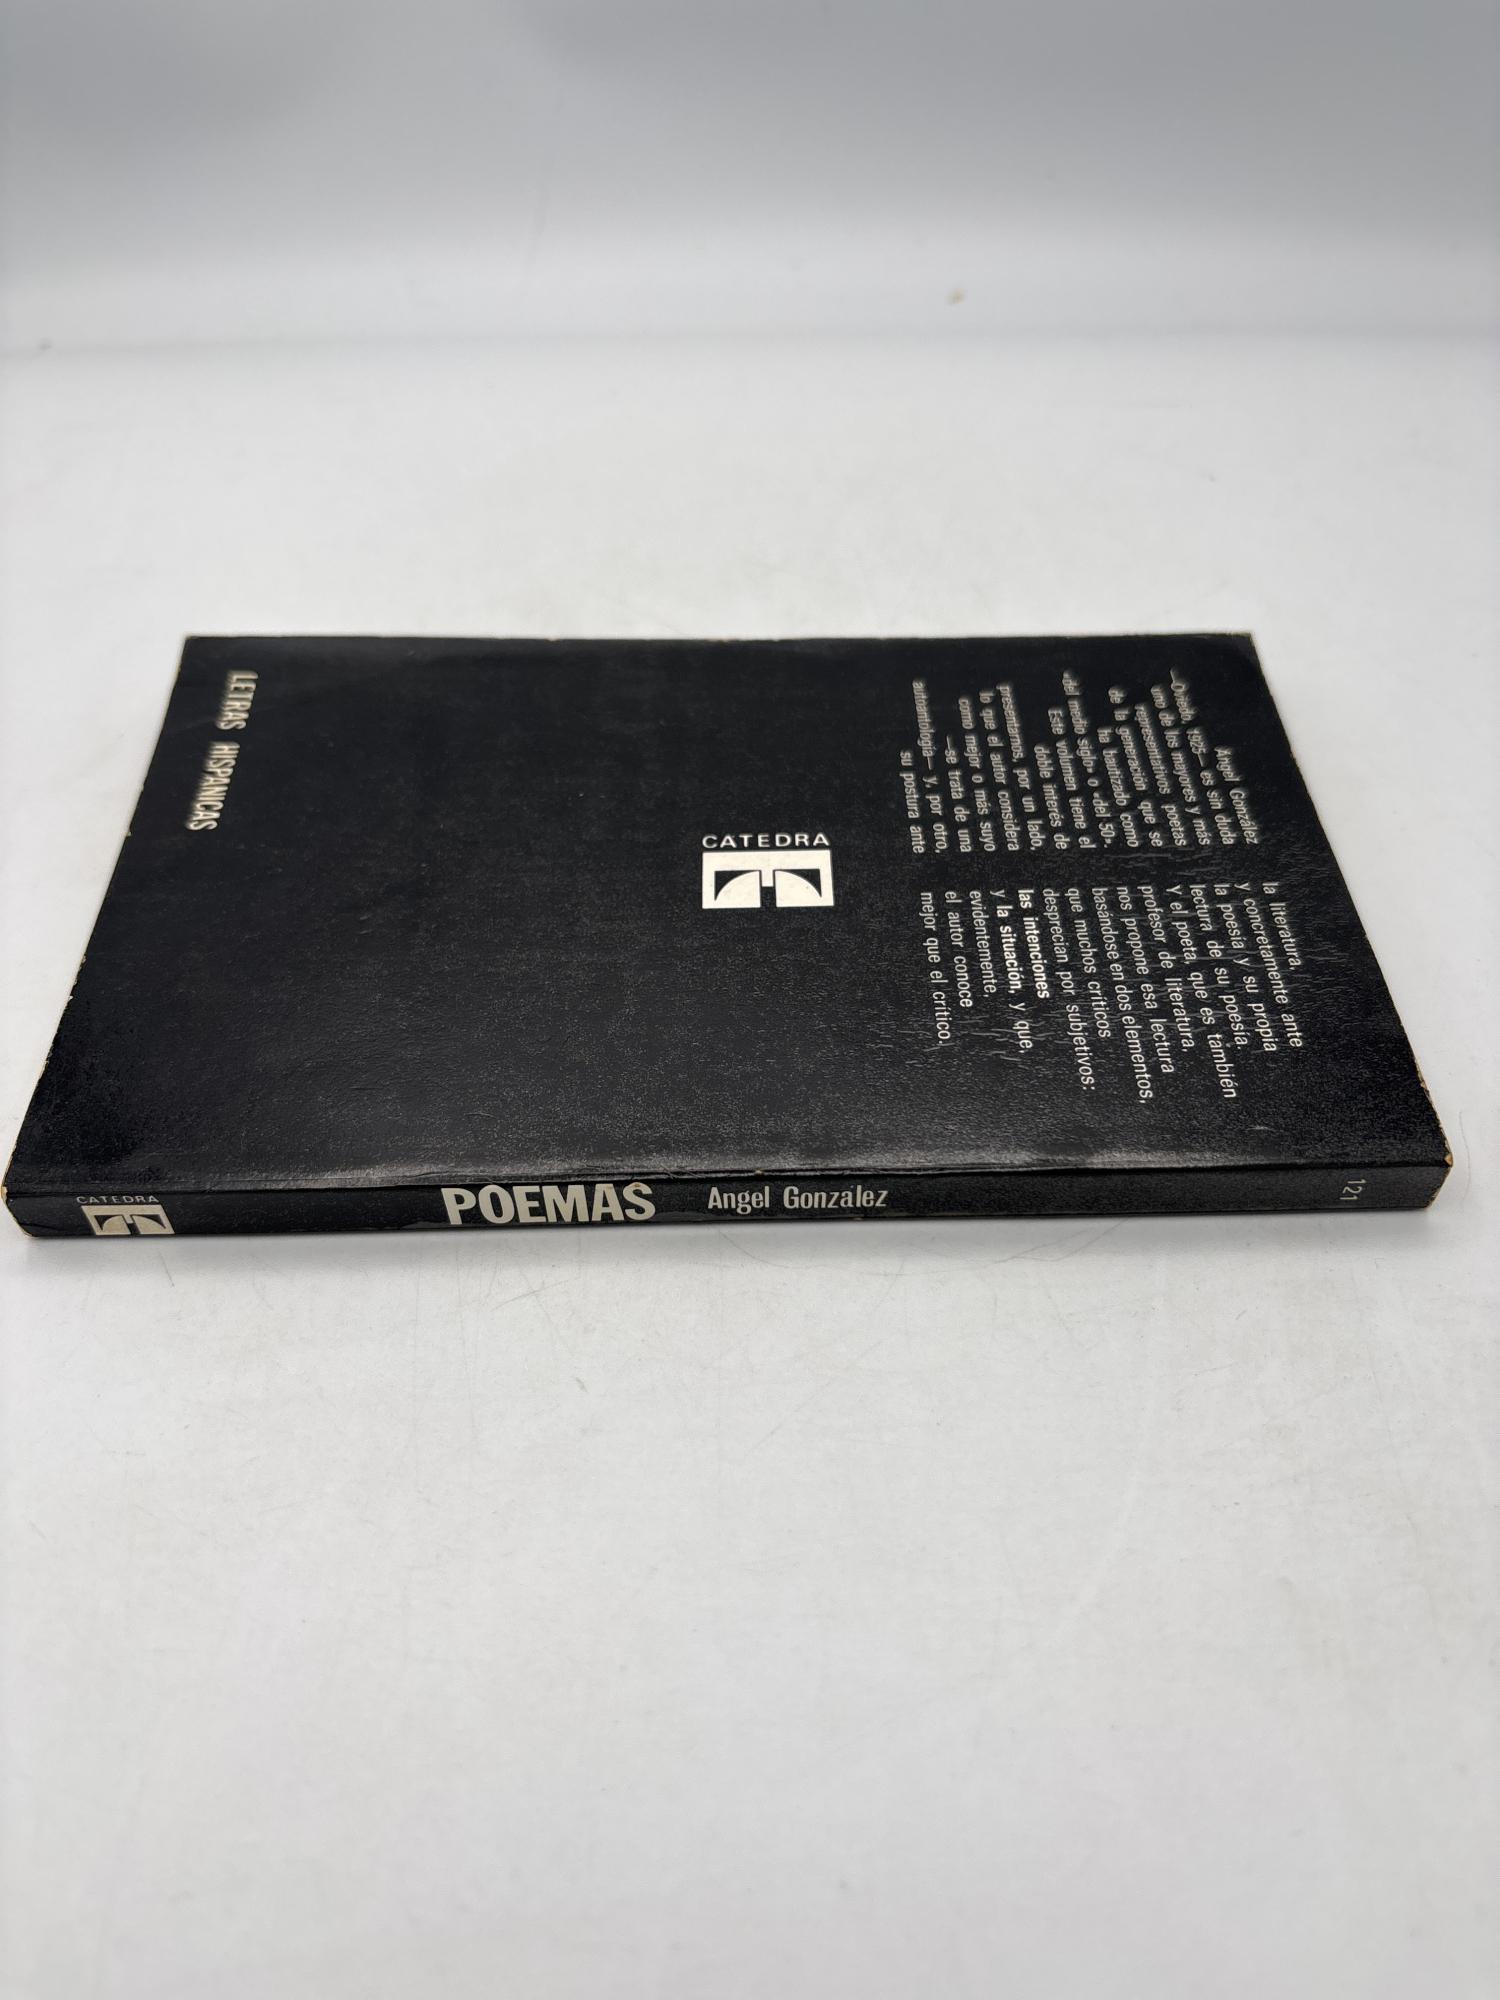 Angel González
—Oviedo, 1925— es sin duda
uno de los mayores y más
representativos poetas
de la generación que se
ha bautizado como
«del medio siglo» o «del 50».
Este volumen tiene el
doble interés de
presentarnos, por un lado,
lo que el autor considera
como mejor o más suyo
—se trata de una
autoantología— y, por otro,
su postura ante
la literatura,
y concretamente ante
la poesía y su propia
lectura de su poesía.
Y el poeta, que es también
profesor de literatura,
nos propone esa lectura
basándose en dos elementos,
que muchos críticos
desprecian por subjetivos:
las intenciones
y la situación, y que,
evidentemente,
el autor conoce
mejor que el crítico.
CATEDRA
LETRAS HISPANICAS
CATEDRA
POEMAS Angel González
121